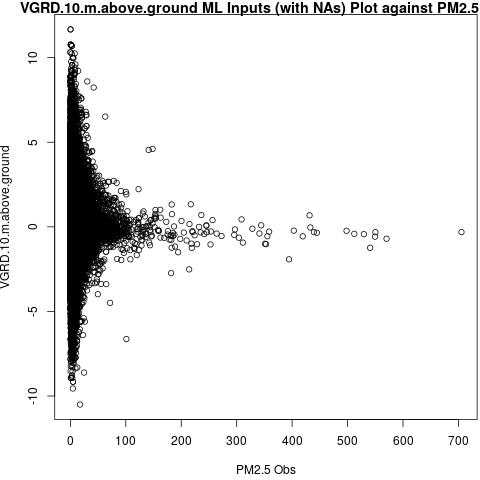 VGRD.10.m.above.ground ML Inputs (with NAs) Plot against PM2.5
VGRD.10.m.above.ground
10
5
0
-5
-10
0 100 200 300 400 500 600 700
PM2.5 Obs